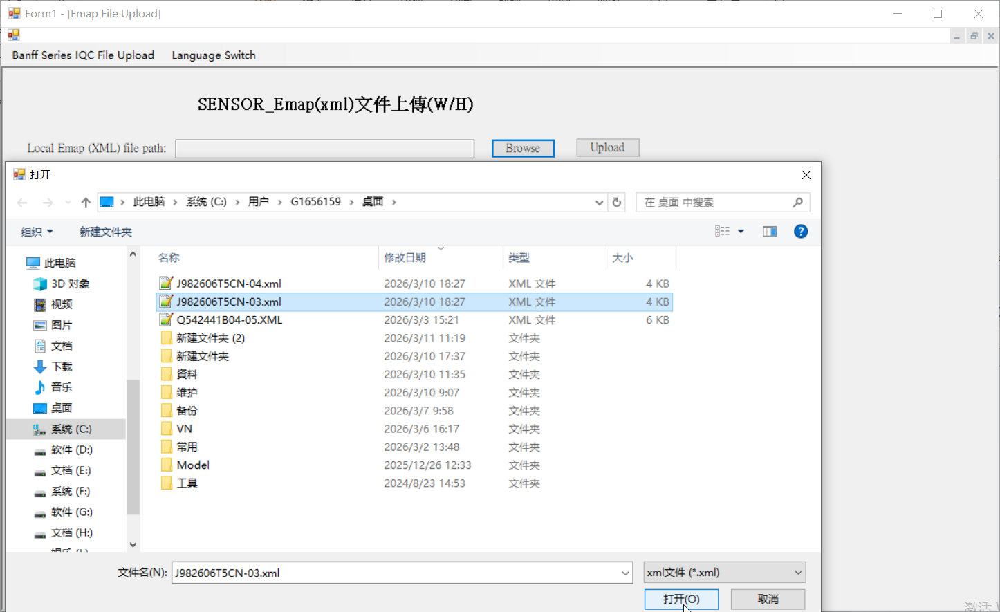 Form1 - [Emap File Upload]
Banff Series IQC File Upload Language Switch
SENSOR_Emap(xml)文件上傳(W/H)
Local Emap (XML) file path: Browse Upload
打开
此电脑 › 系统 (C:) › 用户 › G1656159 › 桌面 ›
在 桌面 中搜索
组织 新建文件夹
此电脑
3D 对象
视频
图片
文档
下载
音乐
桌面
系统 (C:)
软件 (D:)
文档 (E:)
系统 (F:)
软件 (G:)
文档 (H:)
名称 修改日期 类型 大小
J982606T5CN-04.xml 2026/3/10 18:27 XML 文件 4 KB
J982606T5CN-03.xml 2026/3/10 18:27 XML 文件 4 KB
Q542441B04-05.XML 2026/3/3 15:21 XML 文件 6 KB
新建文件夹 (2) 2026/3/11 11:19 文件夹
新建文件夹 2026/3/10 17:37 文件夹
資料 2026/3/10 11:35 文件夹
维护 2026/3/10 9:07 文件夹
备份 2026/3/7 9:58 文件夹
VN 2026/3/6 16:17 文件夹
常用 2026/3/2 13:48 文件夹
Model 2025/12/26 12:33 文件夹
工具 2024/8/23 14:53 文件夹
文件名(N): J982606T5CN-03.xml xml文件 (*.xml)
打开(O) 取消
激活